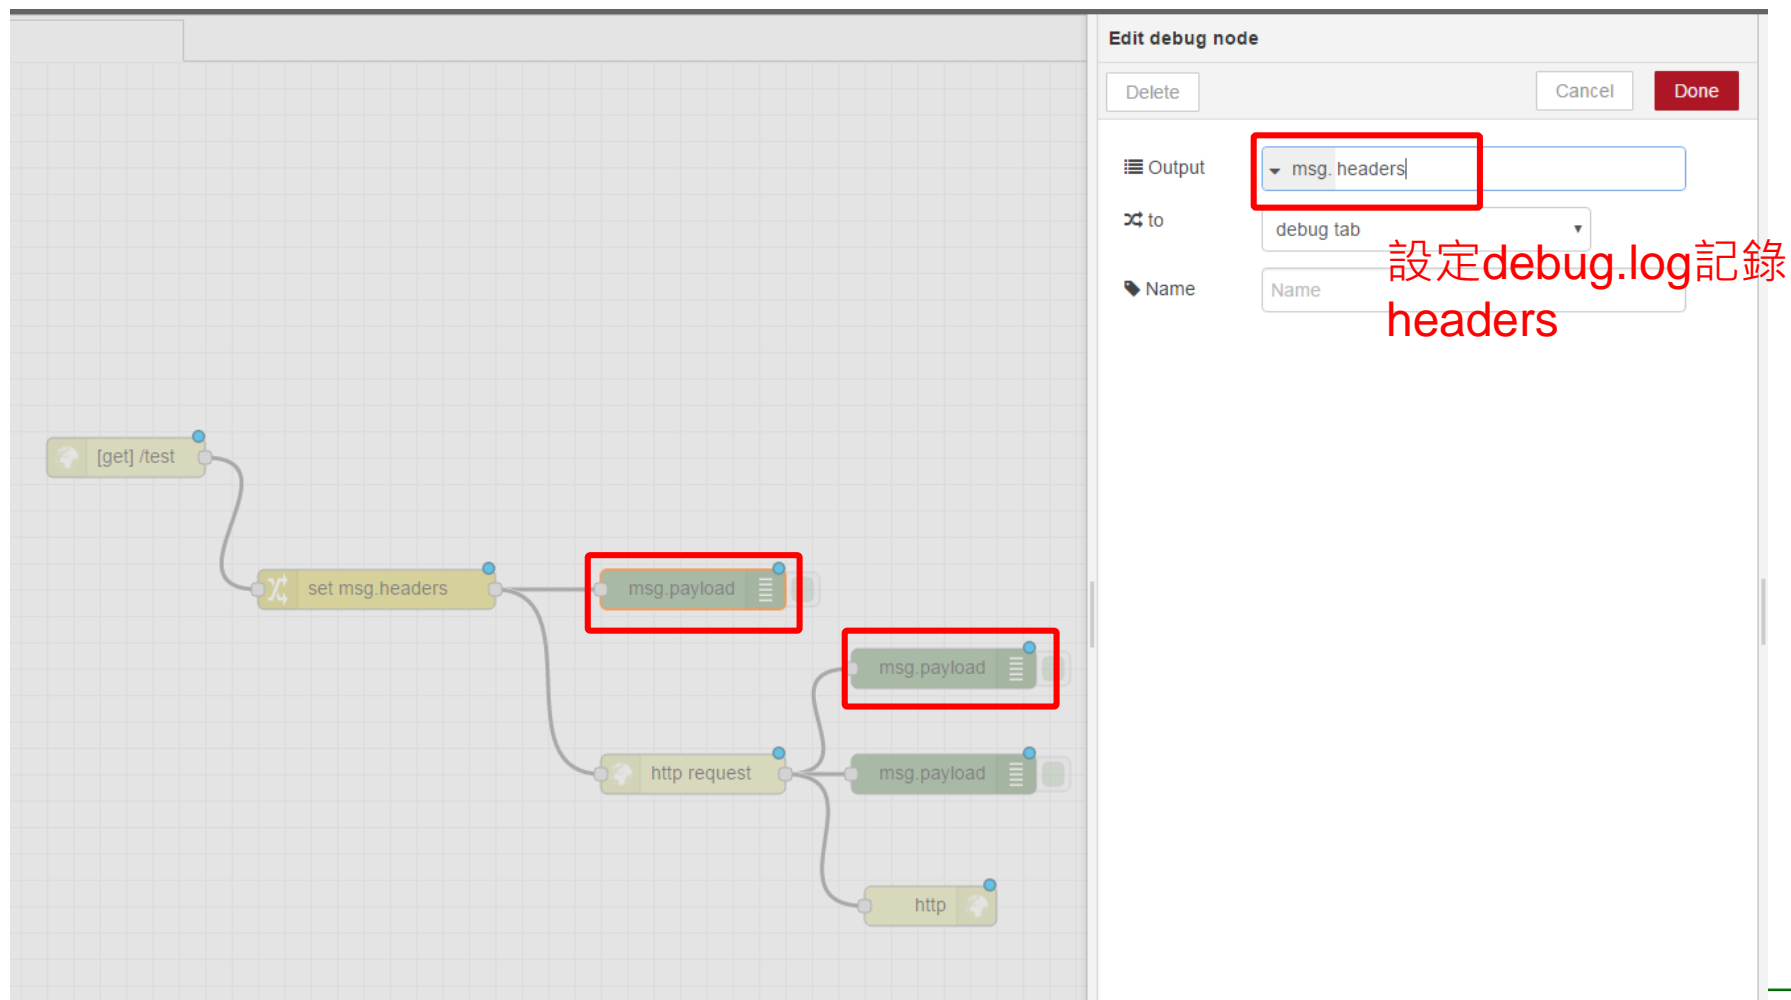 Edit debug node
Delete
Cancel
Done
Output
msg. headers
to
debug tab
設定debug.log記錄
headers
Name
Name
[get] /test
set msg.headers
msg.payload
msg.payload
http request
msg.payload
http